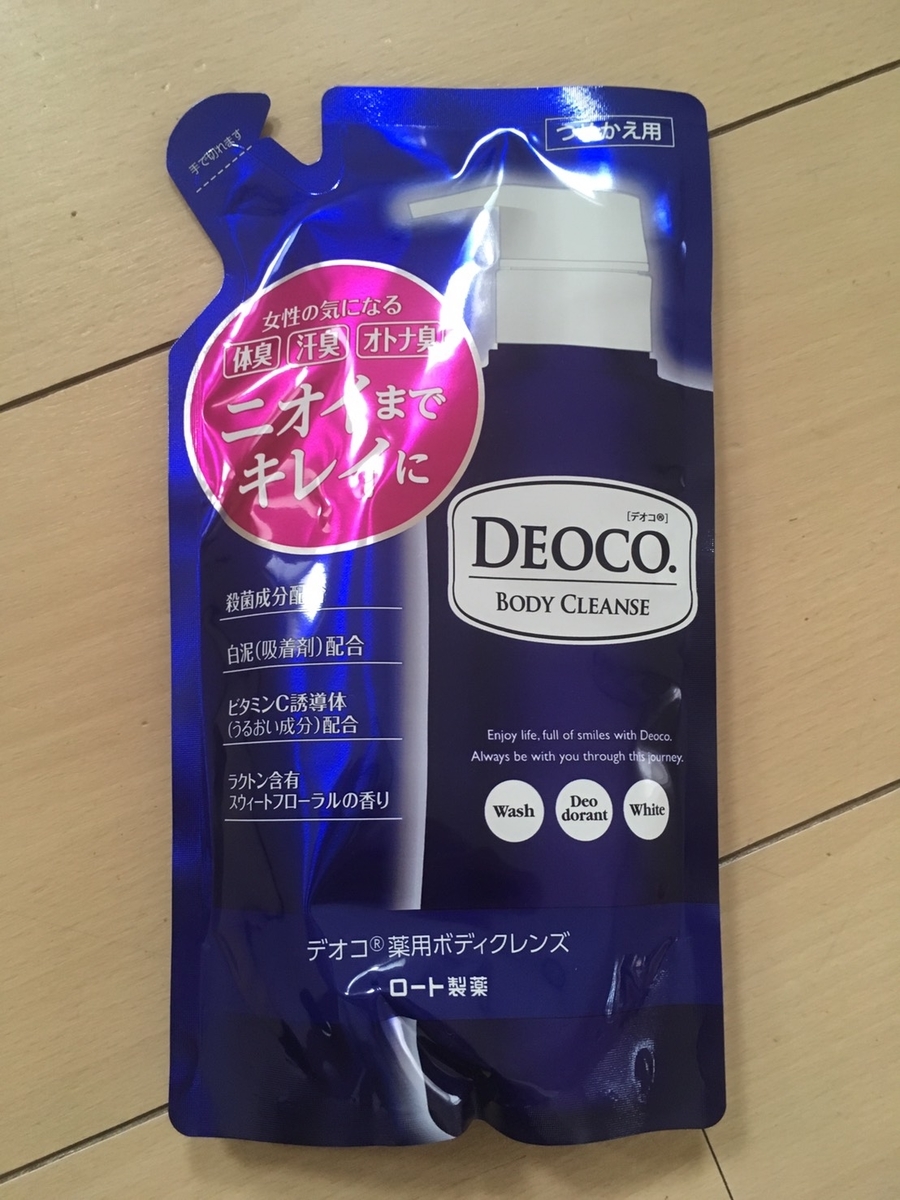 手で切れます
つめかえ用
女性の気になる
体臭 汗臭 オトナ臭
ニオイまで
キレイに
[デオコ®]
DEOCO.
BODY CLEANSE
殺菌成分配
白泥(吸着剤)配合
ビタミンC誘導体
(うるおい成分)配合
ラクトン含有
スウィートフローラルの香り
Enjoy life, full of smiles with Deoco.
Always be with you through this journey.
Wash
Deo
dorant
White
デオコ®薬用ボディクレンズ
ロート製薬